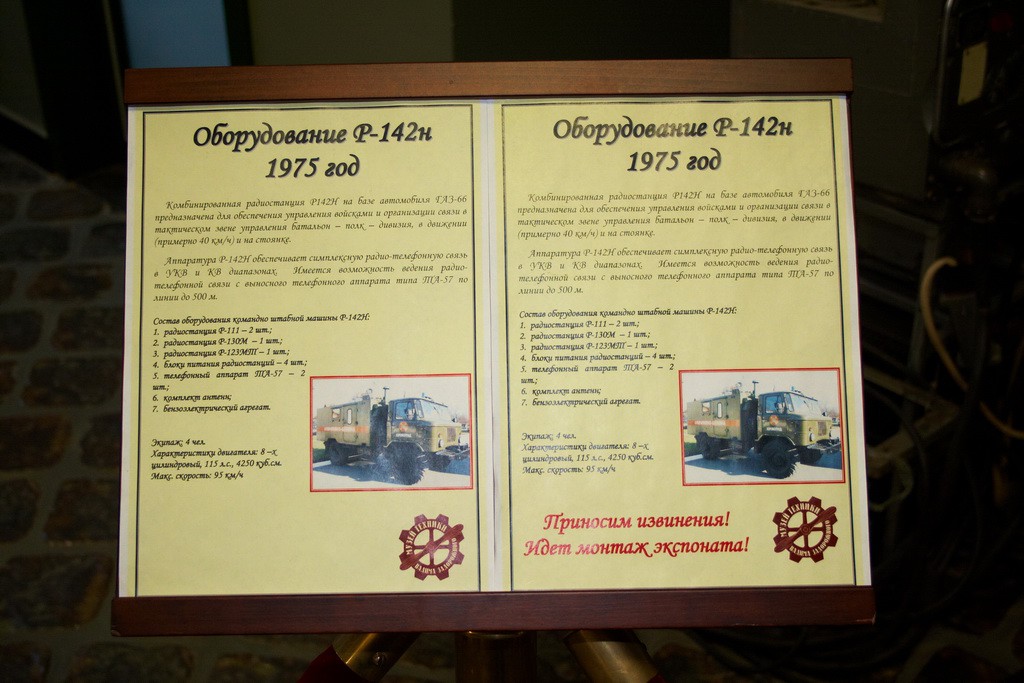 Оборудование Р-142н
1975 год
Комбинированная радиостанция Р142Н на базе автомобиля ГАЗ-66
предназначена для обеспечения управления войсками и организации связи в
тактическом звене управления батальон – полк – дивизия, в движении
(примерно 40 км/ч) и на стоянке.
Аппаратура Р-142Н обеспечивает симплексную радио-телефонную связь
в УКВ и КВ диапазонах. Имеется возможность ведения радио-
телефонной связи с выносного телефонного аппарата типа ТА-57 по
линии до 500 м.
Состав оборудования командно штабной машины Р-142Н:
1. радиостанция Р-111 – 2 шт.;
2. радиостанция Р-130М – 1 шт.;
3. радиостанция Р-123МТ – 1 шт.;
4. блоки питания радиостанций – 4 шт.;
5. телефонный аппарат ТА-57 – 2
шт.;
6. комплект антенн;
7. бензоэлектрический агрегат.
Экипаж: 4 чел.
Характеристики двигателя: 8 –х
цилиндровый, 115 л.с., 4250 куб.см.
Макс. скорость: 95 км/ч
МУЗЕЙ ТЕХНИКИ
ВАДИМА ЗАДОРОЖНОГО
Оборудование Р-142н
1975 год
Комбинированная радиостанция Р142Н на базе автомобиля ГАЗ-66
предназначена для обеспечения управления войсками и организации связи в
тактическом звене управления батальон – полк – дивизия, в движении
(примерно 40 км/ч) и на стоянке.
Аппаратура Р-142Н обеспечивает симплексную радио-телефонную связь
в УКВ и КВ диапазонах. Имеется возможность ведения радио-
телефонной связи с выносного телефонного аппарата типа ТА-57 по
линии до 500 м.
Состав оборудования командно штабной машины Р-142Н:
1. радиостанция Р-111 – 2 шт.;
2. радиостанция Р-130М – 1 шт.;
3. радиостанция Р-123МТ – 1 шт.;
4. блоки питания радиостанций – 4 шт.;
5. телефонный аппарат ТА-57 – 2
шт.;
6. комплект антенн;
7. бензоэлектрический агрегат.
Экипаж: 4 чел.
Характеристики двигателя: 8 –х
цилиндровый, 115 л.с., 4250 куб.см.
Макс. скорость: 95 км/ч
Приносим извинения!
Идет монтаж экспоната!
МУЗЕЙ ТЕХНИКИ
ВАДИМА ЗАДОРОЖНОГО